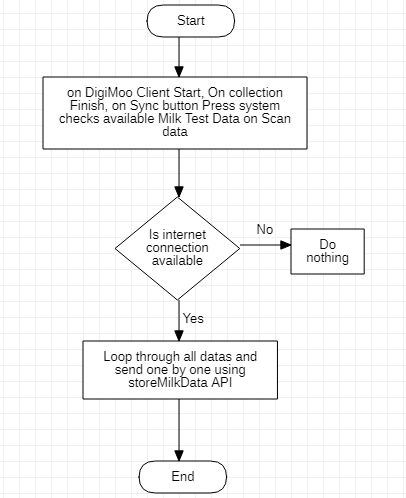 Start
on DigiMoo Client Start, On collection
Finish, on Sync button Press system
checks available Milk Test Data on Scan
data
Is internet
connection
available
No
Do
nothing
Yes
Loop through all datas and
send one by one using
storeMilkData API
End